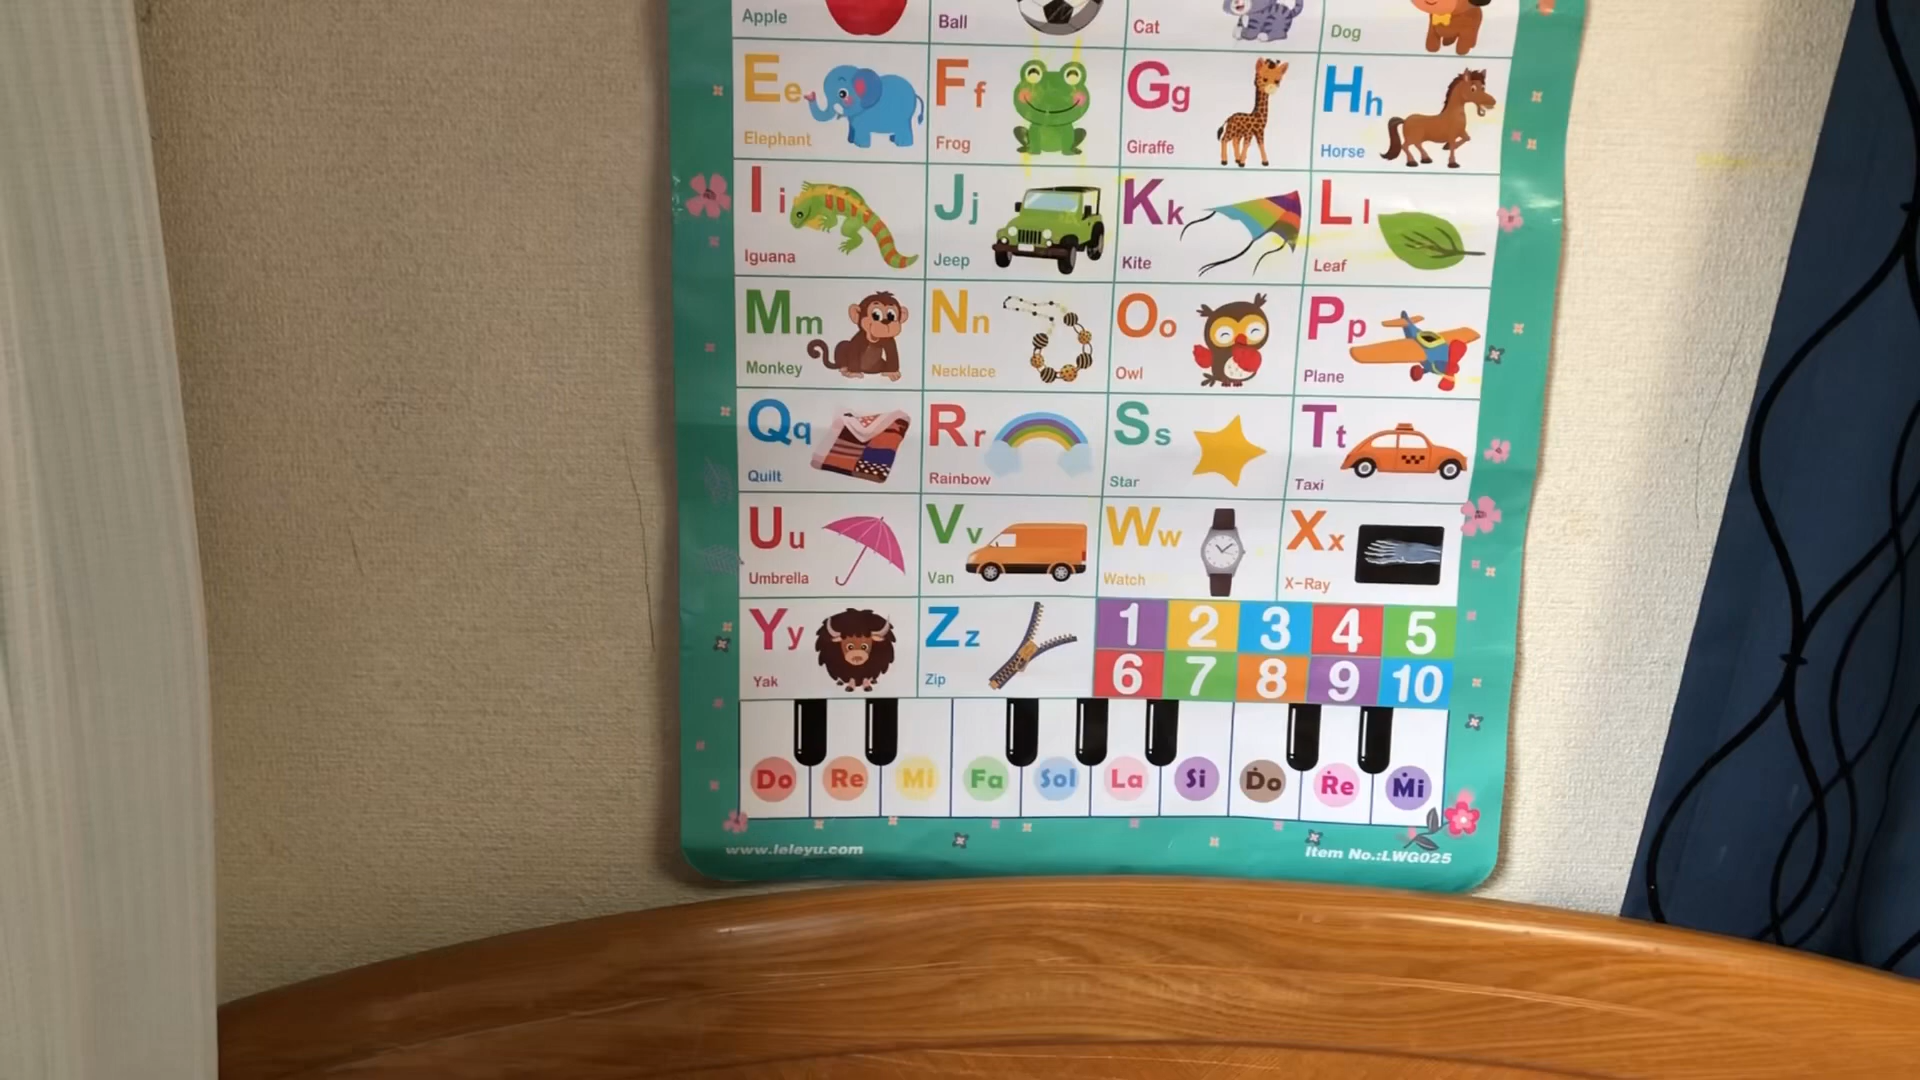 Apple Ball Cat Dog
Ee Ff Gg Hh
Elephant Frog Giraffe Horse
Ii Jj Kk Ll
Iguana Jeep Kite Leaf
Mm Nn Oo Pp
Monkey Necklace Owl Plane
Qq Rr Ss Tt
Quilt Rainbow Star Taxi
Uu Vv Ww Xx
Umbrella Van Watch X-Ray
Yy Zz 1 2 3 4 5
Yak Zip 6 7 8 9 10
Do Re Mi Fa Sol La Si Ḋo Ṙe Ṁi
www.leleyu.com Item No.:LWG025